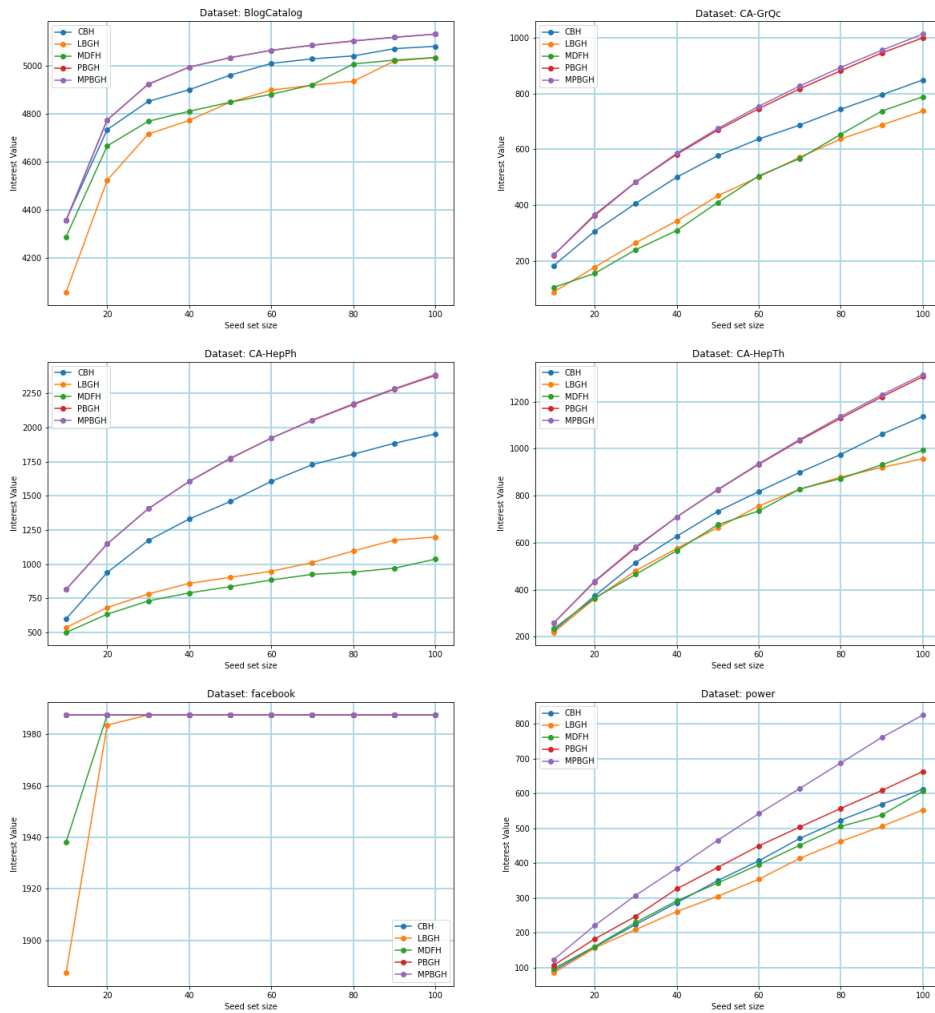 Dataset: BlogCatalog
CBH
LBGH
MDFH
PBGH
MPBGH
Interest Value
5000
4800
4600
4400
4200
20 40 60 80 100
Seed set size
Dataset: CA-GrQc
CBH
LBGH
MDFH
PBGH
MPBGH
Interest Value
1000
800
600
400
200
20 40 60 80 100
Seed set size
Dataset: CA-HepPh
CBH
LBGH
MDFH
PBGH
MPBGH
Interest Value
2250
2000
1750
1500
1250
1000
750
500
20 40 60 80 100
Seed set size
Dataset: CA-HepTh
CBH
LBGH
MDFH
PBGH
MPBGH
Interest Value
1200
1000
800
600
400
200
20 40 60 80 100
Seed set size
Dataset: facebook
Interest Value
1980
1960
1940
1920
1900
CBH
LBGH
MDFH
PBGH
MPBGH
20 40 60 80 100
Seed set size
Dataset: power
CBH
LBGH
MDFH
PBGH
MPBGH
Interest Value
800
700
600
500
400
300
200
100
20 40 60 80 100
Seed set size